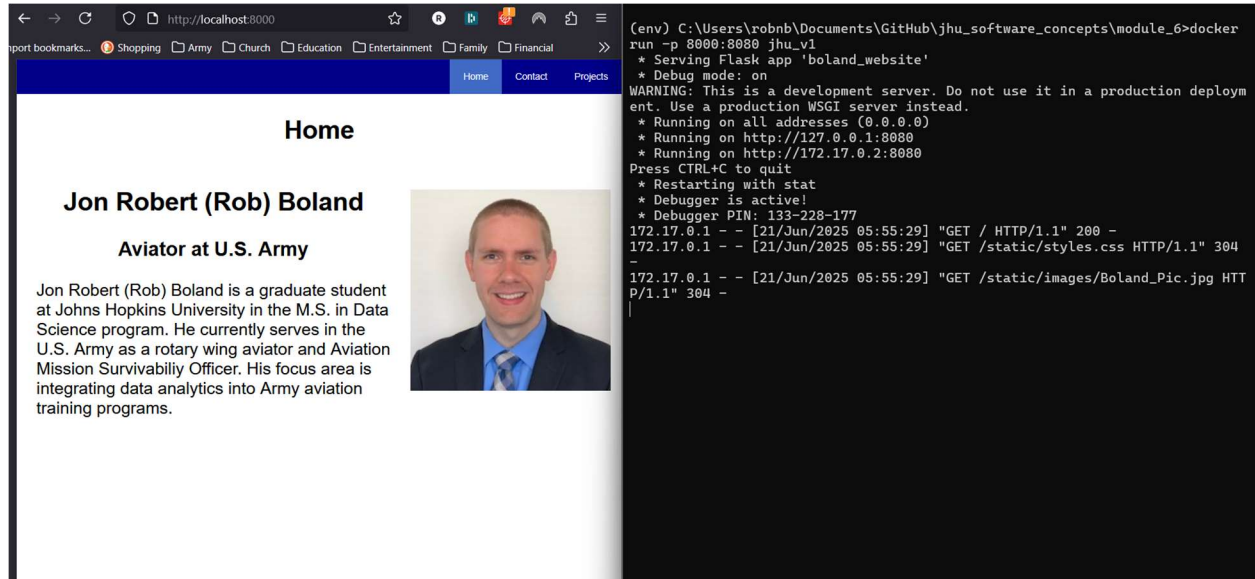 http://localhost:8000
nport bookmarks... Shopping Army Church Education Entertainment Family Financial
Home Contact Projects
Home
Jon Robert (Rob) Boland
Aviator at U.S. Army
Jon Robert (Rob) Boland is a graduate student
at Johns Hopkins University in the M.S. in Data
Science program. He currently serves in the
U.S. Army as a rotary wing aviator and Aviation
Mission Survivabiliy Officer. His focus area is
integrating data analytics into Army aviation
training programs.
(env) C:\Users\robnb\Documents\GitHub\jhu_software_concepts\module_6>docker
run -p 8000:8080 jhu_v1
* Serving Flask app 'boland_website'
* Debug mode: on
WARNING: This is a development server. Do not use it in a production deploym
ent. Use a production WSGI server instead.
* Running on all addresses (0.0.0.0)
* Running on http://127.0.0.1:8080
* Running on http://172.17.0.2:8080
Press CTRL+C to quit
* Restarting with stat
* Debugger is active!
* Debugger PIN: 133-228-177
172.17.0.1 - - [21/Jun/2025 05:55:29] "GET / HTTP/1.1" 200 -
172.17.0.1 - - [21/Jun/2025 05:55:29] "GET /static/styles.css HTTP/1.1" 304
-
172.17.0.1 - - [21/Jun/2025 05:55:29] "GET /static/images/Boland_Pic.jpg HTT
P/1.1" 304 -